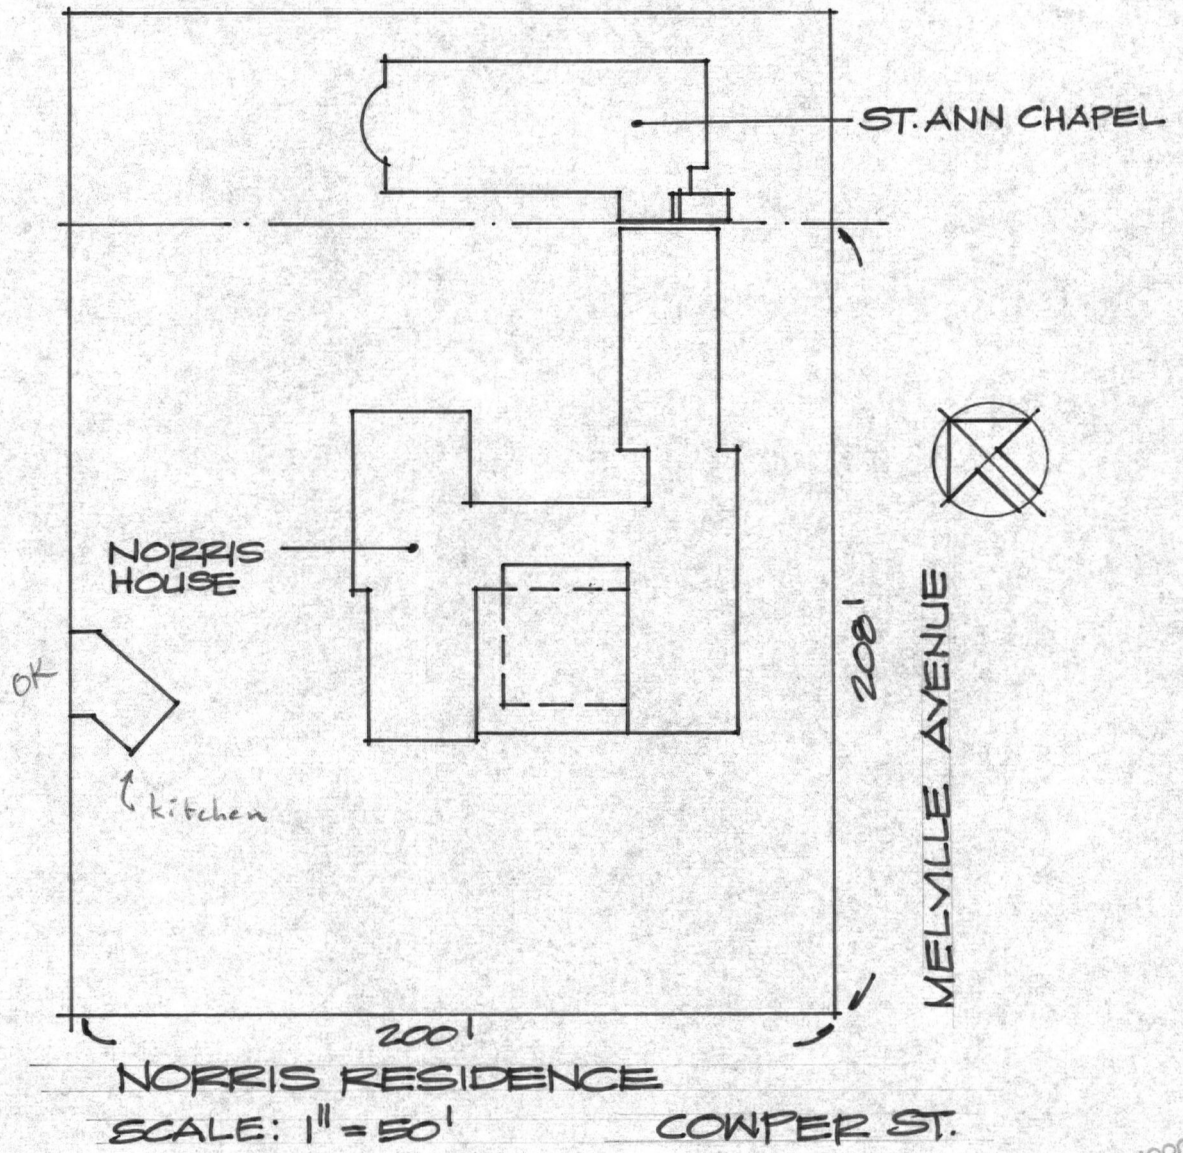 ST. ANN CHAPEL
NORRIS
HOUSE
OK
kitchen
208'
MELVILLE AVENUE
200'
NORRIS RESIDENCE
SCALE: 1" = 50'
COWPER ST.